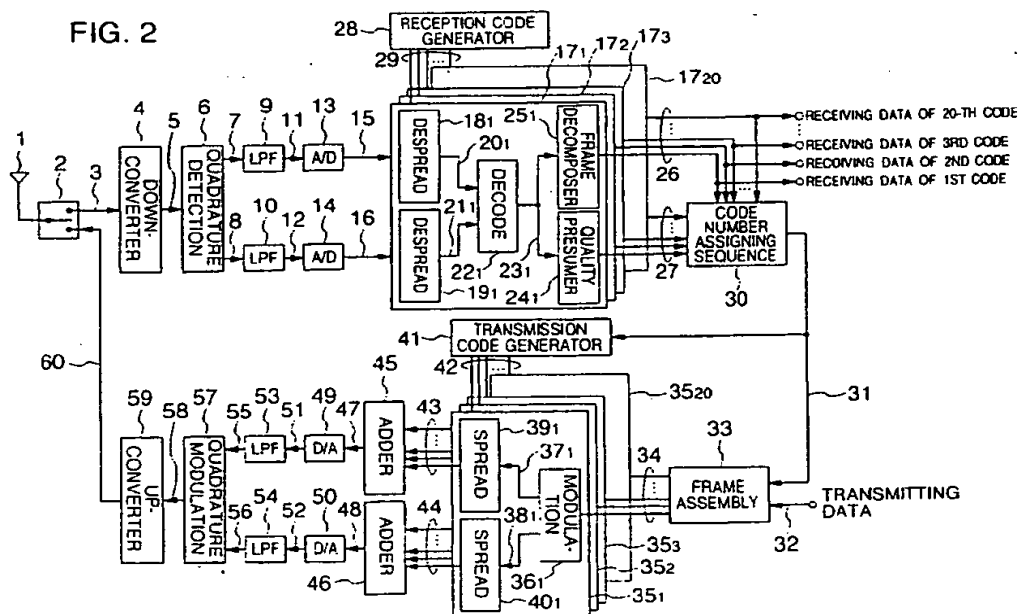 FIG. 2
28
RECEPTION CODE GENERATOR
29
17₁
17₂
17₃
17₂₀
1
2
3
4
DOWN-CONVERTER
5
6
QUADRATURE DETECTION
7
8
9
LPF
10
LPF
11
12
13
A/D
14
A/D
15
16
DESPREAD
18₁
20₁
DESPREAD
19₁
211
DECODE
22₁
23₁
25₁
FRAME DECOMPOSER
QUALITY PRESUMER
24₁
26
27
RECEIVING DATA OF 20-TH CODE
RECEIVING DATA OF 3RD CODE
RECOIVING DATA OF 2ND CODE
RECEIVING DATA OF 1ST CODE
CODE NUMBER ASSIGNING SEQUENCE
30
31
41
TRANSMISSION CODE GENERATOR
42
35₂₀
33
FRAME ASSEMBLY
34
TRANSMITTING DATA
32
35₃
35₂
35₁
MODULA-TION
36₁
37₁
38₁
SPREAD
39₁
SPREAD
40₁
43
44
45
ADDER
46
ADDER
47
48
49
D/A
50
D/A
51
52
53
LPF
54
LPF
55
56
57
QUADRATURE MODULATION
58
59
UP-CONVERTER
60